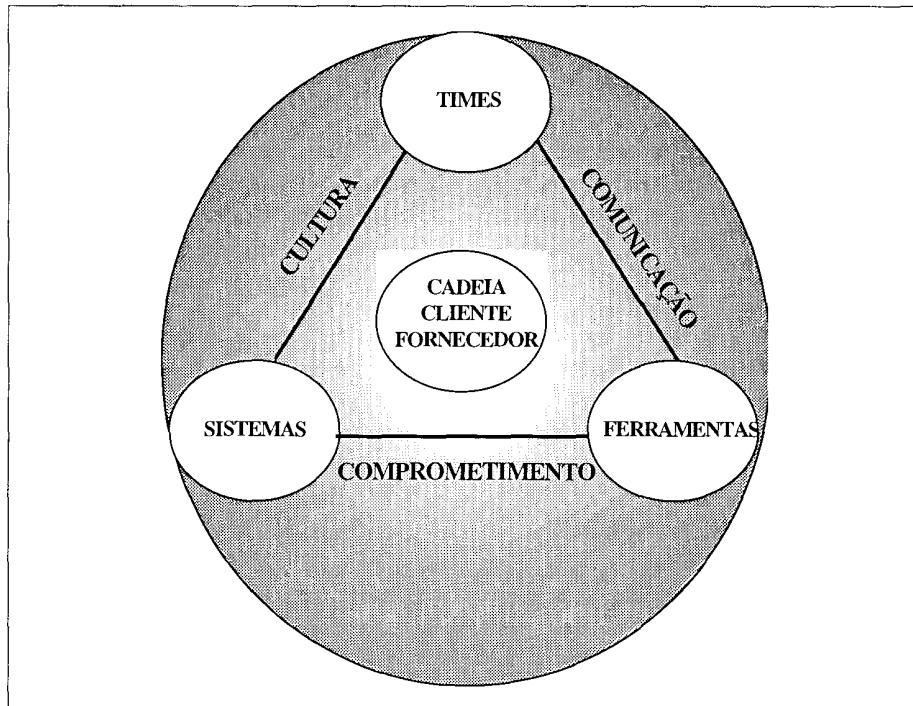 TIMES
CULTURA
COMUNICAÇÃO
CADEIA
CLIENTE
FORNECEDOR
SISTEMAS
FERRAMENTAS
COMPROMETIMENTO